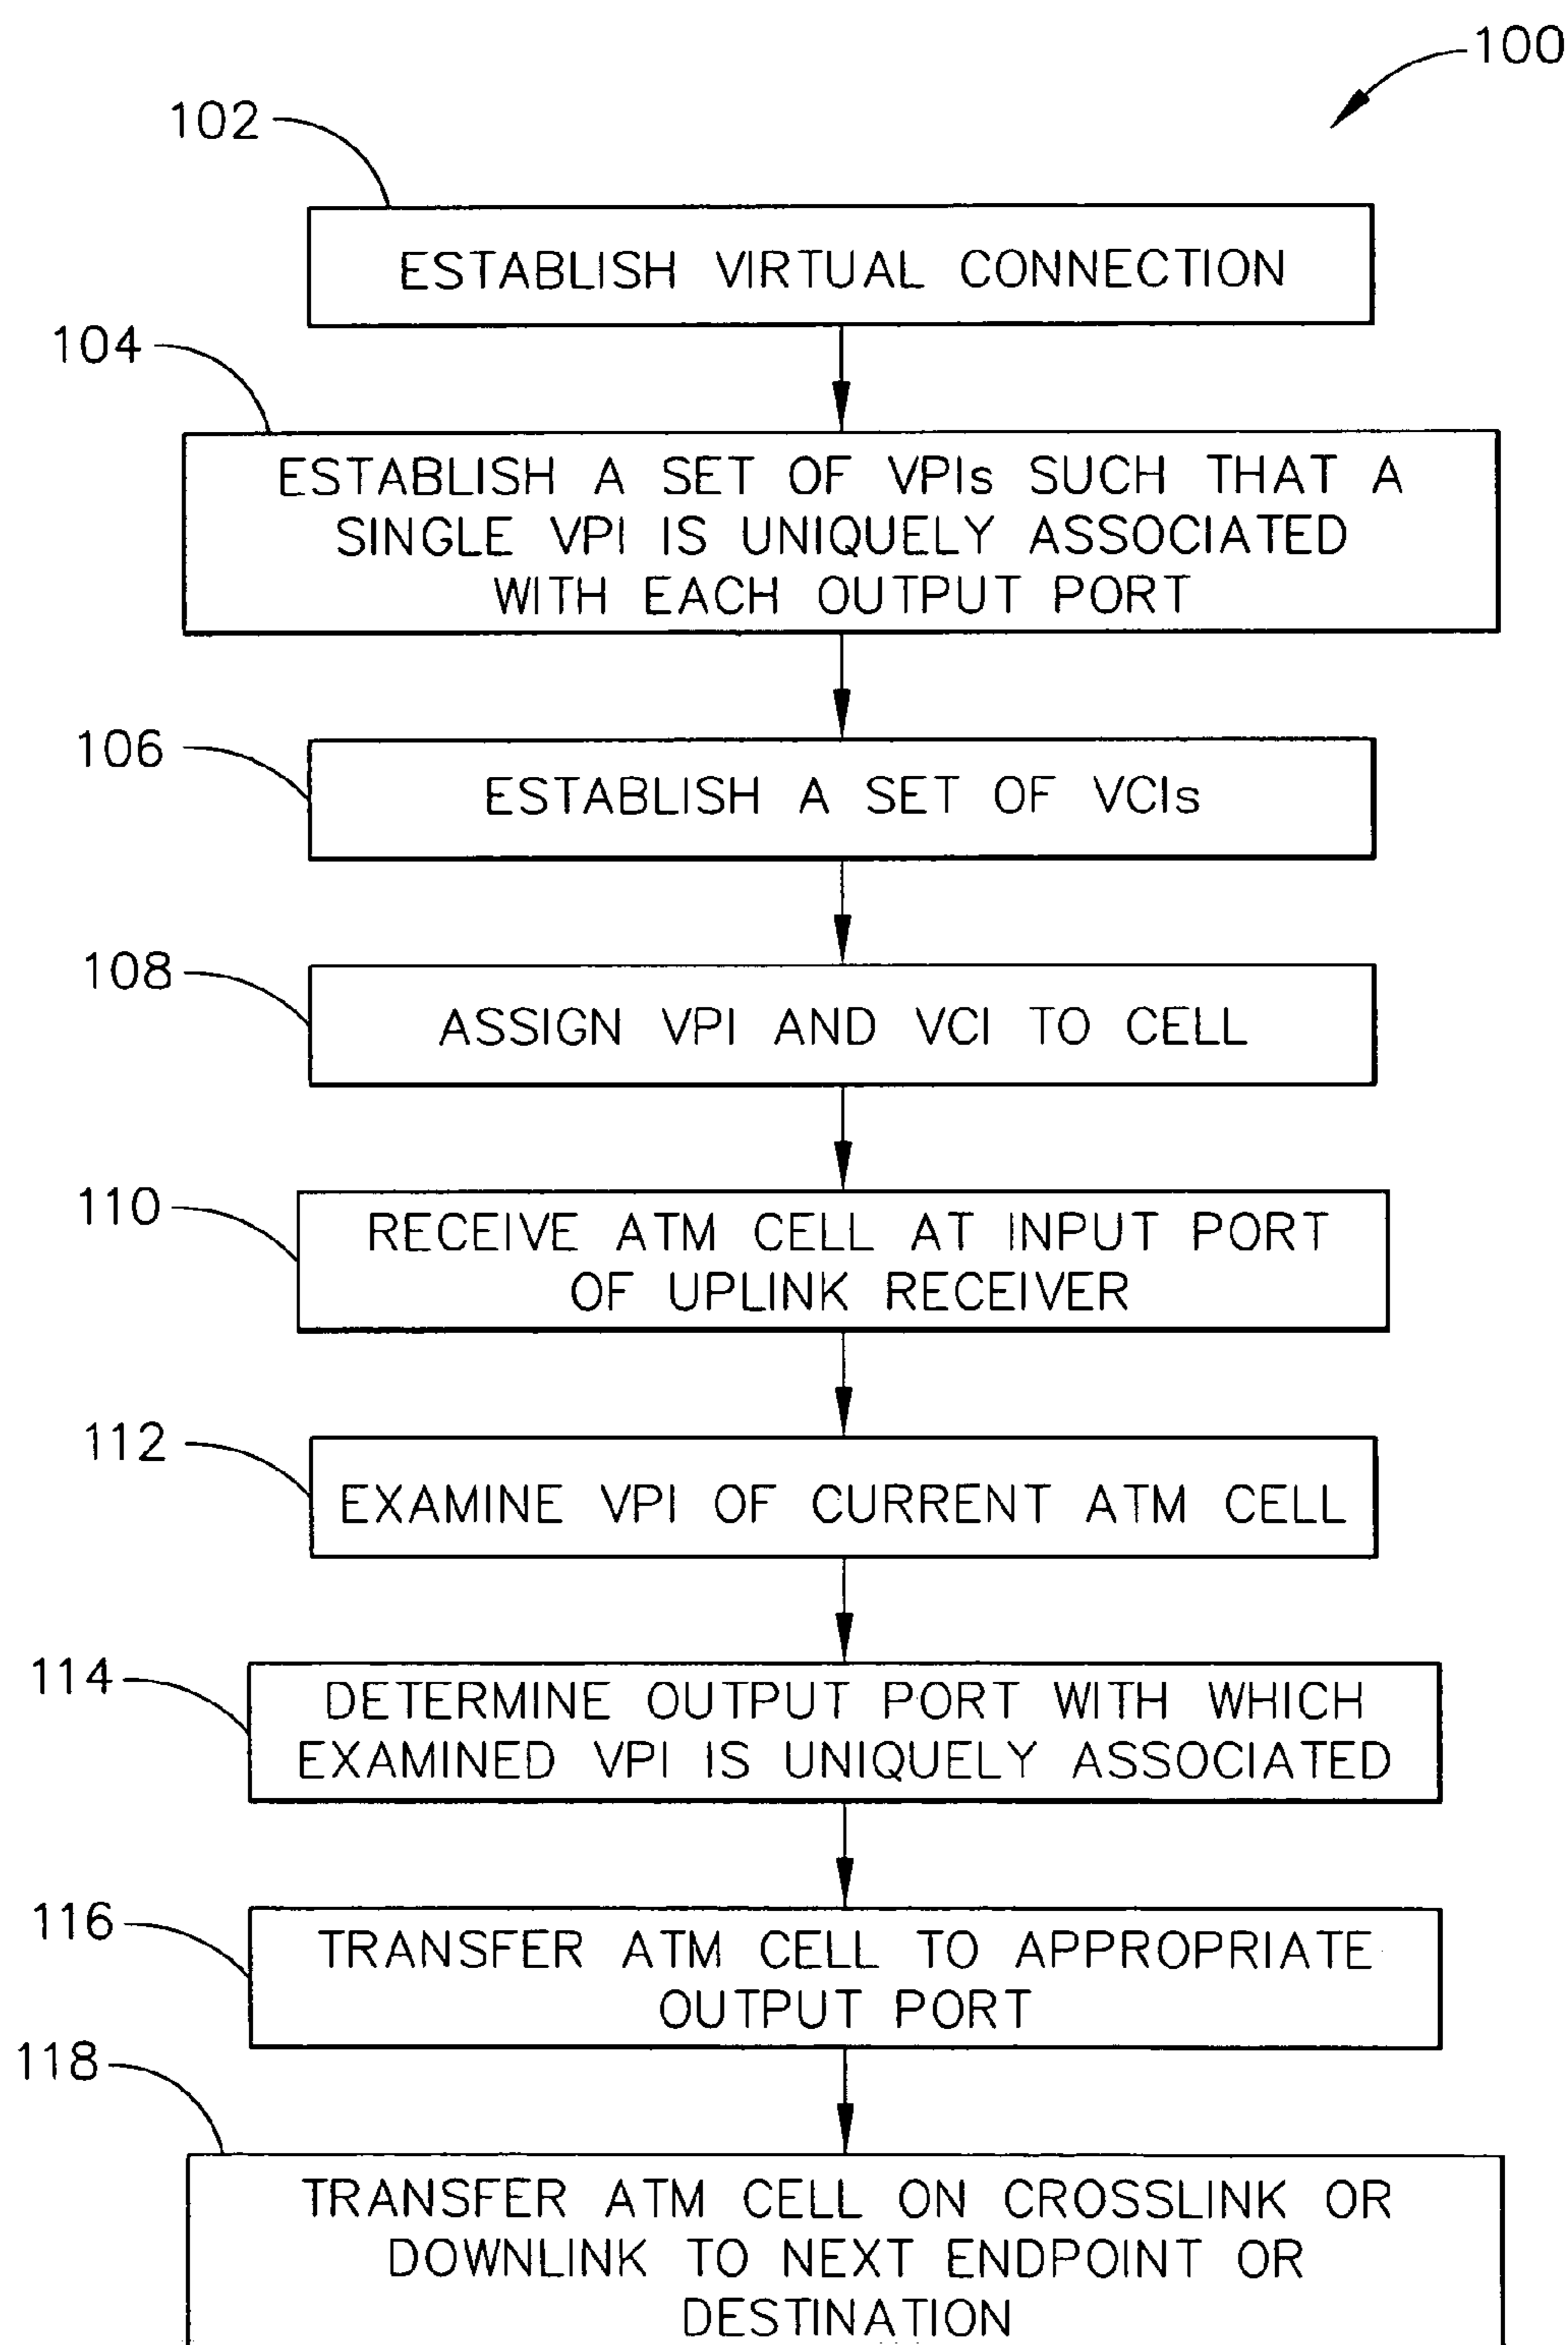 100
102
ESTABLISH VIRTUAL CONNECTION
104
ESTABLISH A SET OF VPIs SUCH THAT A
SINGLE VPI IS UNIQUELY ASSOCIATED
WITH EACH OUTPUT PORT
106
ESTABLISH A SET OF VCIs
108
ASSIGN VPI AND VCI TO CELL
110
RECEIVE ATM CELL AT INPUT PORT
OF UPLINK RECEIVER
112
EXAMINE VPI OF CURRENT ATM CELL
114
DETERMINE OUTPUT PORT WITH WHICH
EXAMINED VPI IS UNIQUELY ASSOCIATED
116
TRANSFER ATM CELL TO APPROPRIATE
OUTPUT PORT
118
TRANSFER ATM CELL ON CROSSLINK OR
DOWNLINK TO NEXT ENDPOINT OR
DESTINATION